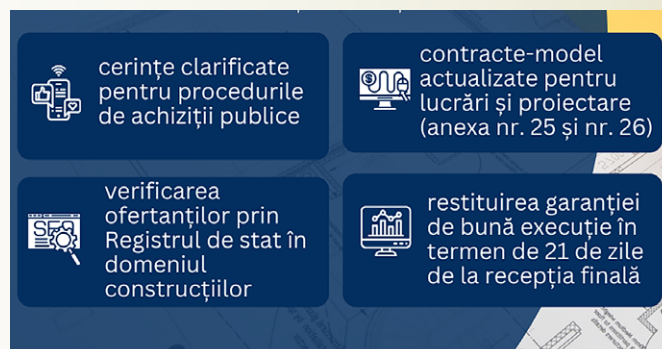 cerințe clarificate
pentru procedurile
de achiziții publice
contracte-model
actualizate pentru
lucrări și proiectare
(anexa nr. 25 și nr. 26)
verificarea
ofertanților prin
Registrul de stat în
domeniul
construcțiilor
restituirea garanției
de bună execuție în
termen de 21 de zile
de la recepția finală